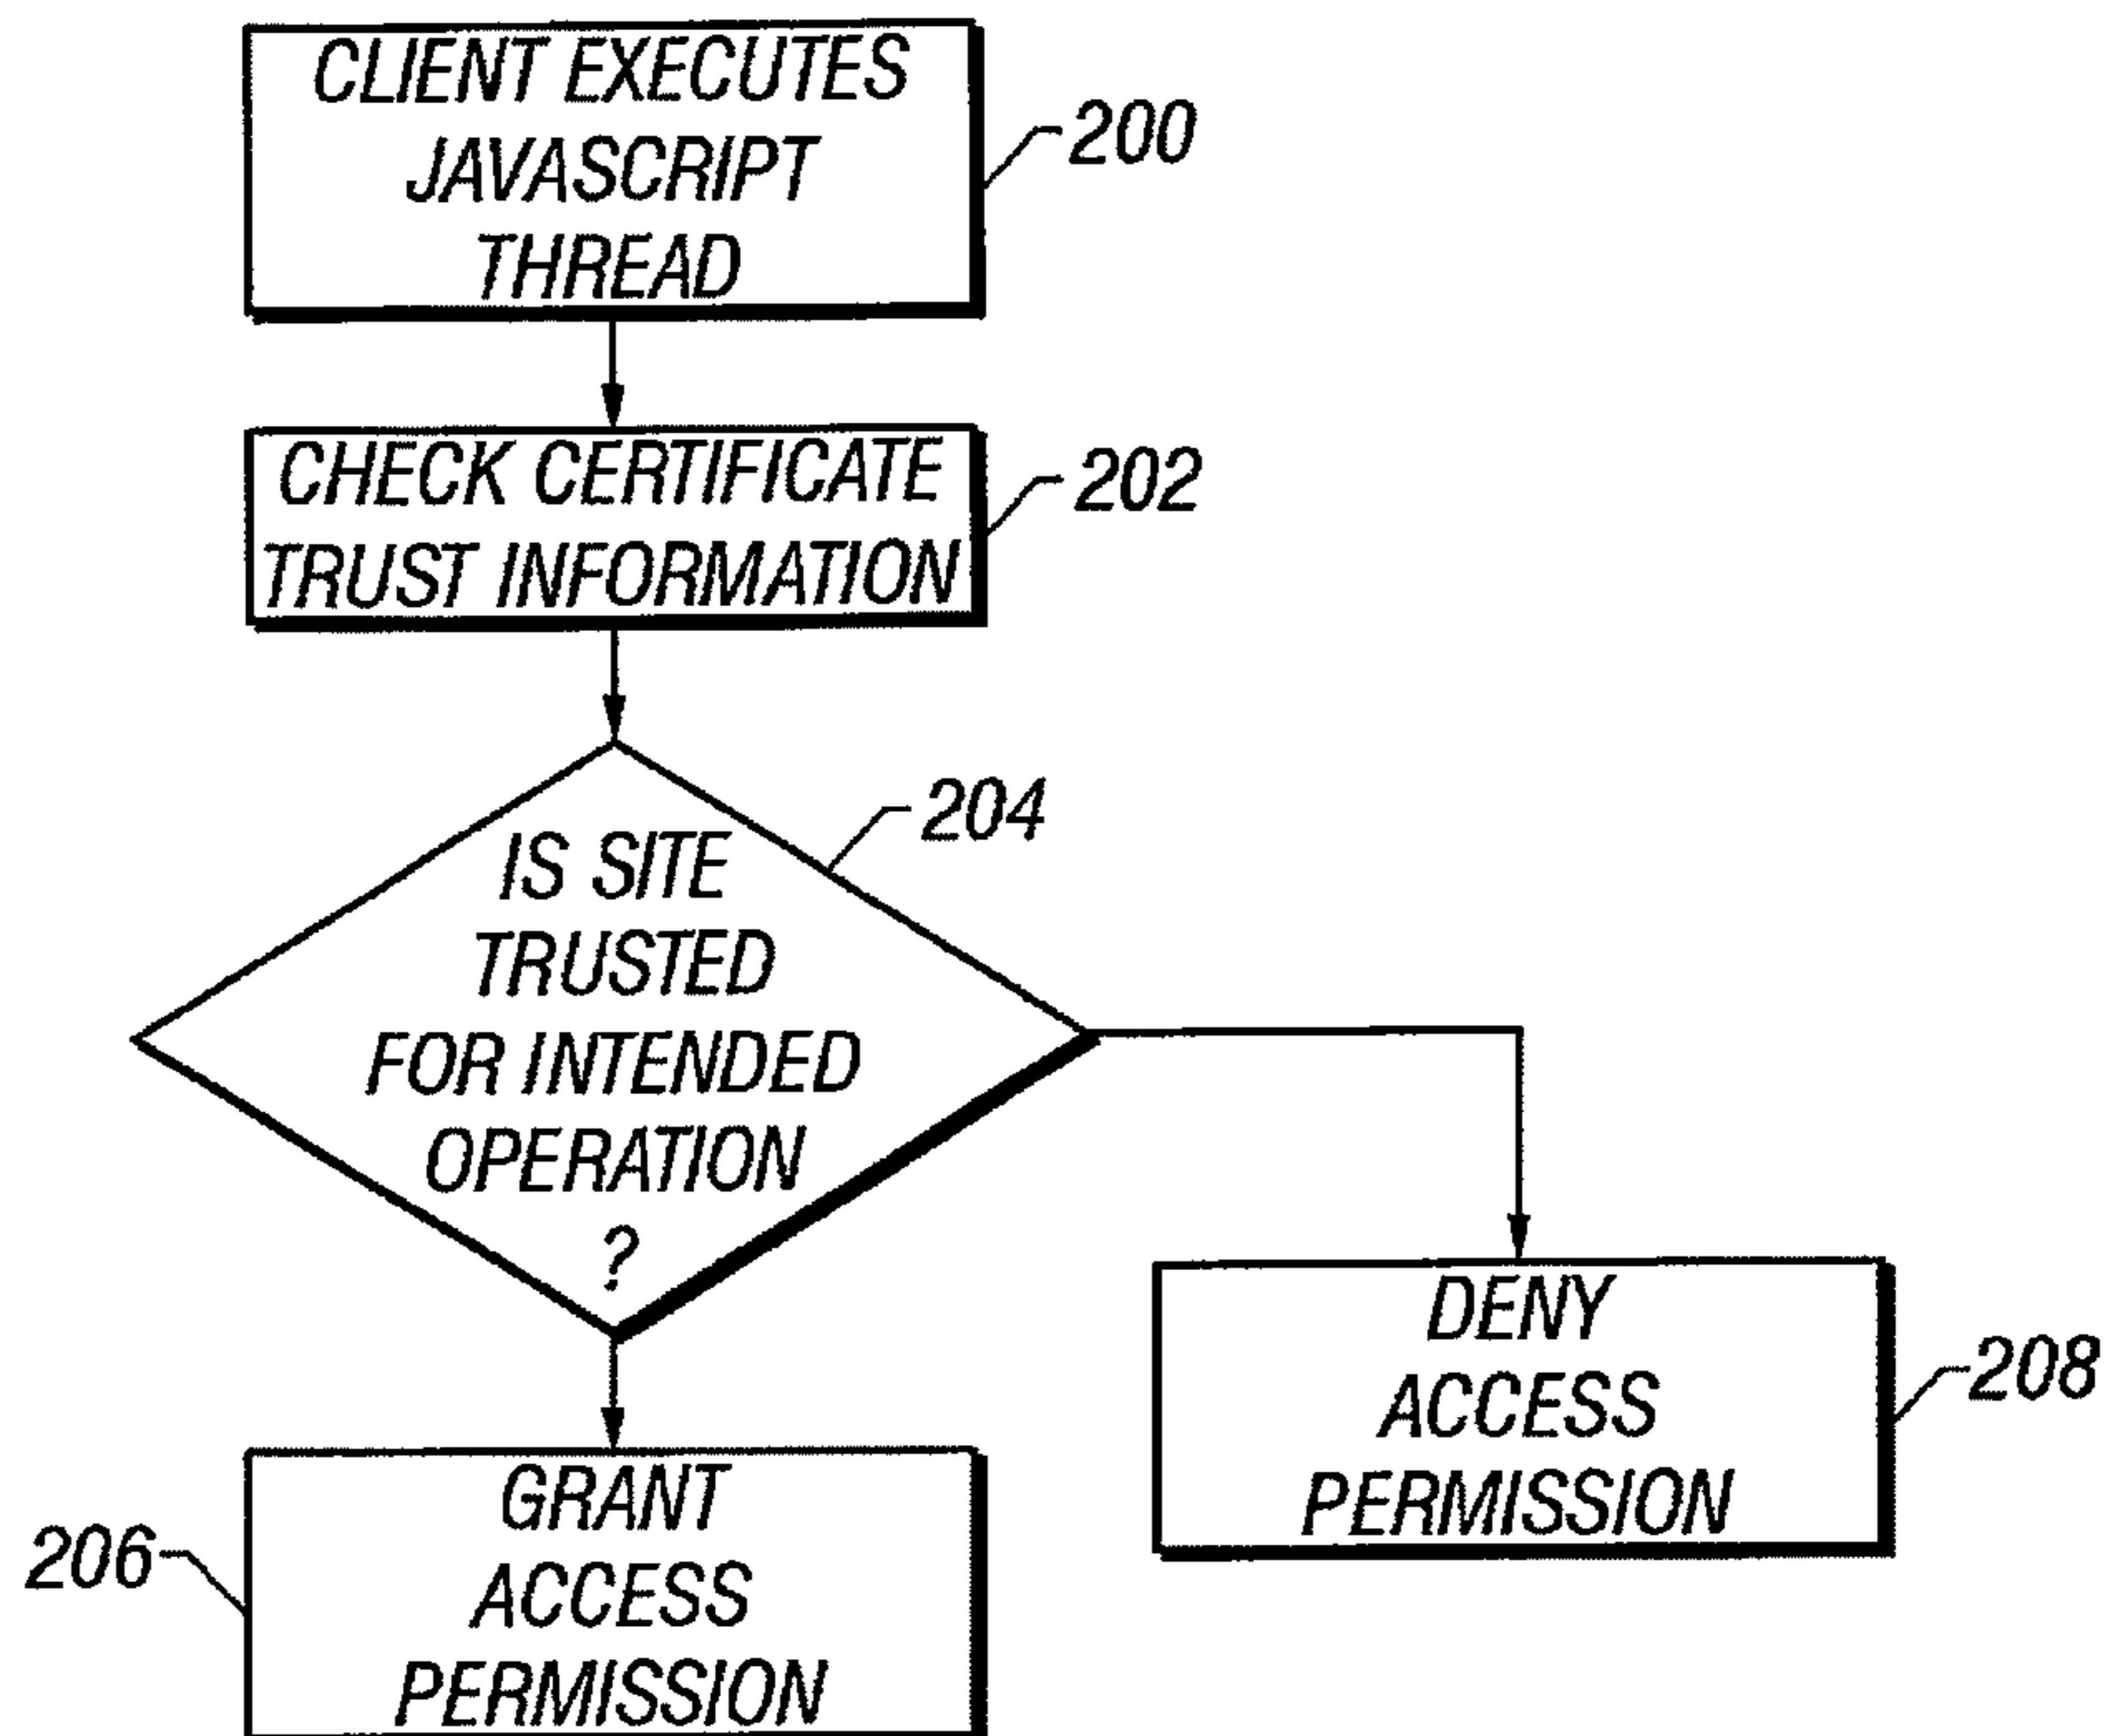 CLIENT EXECUTES
JAVASCRIPT
THREAD
200
CHECK CERTIFICATE
TRUST INFORMATION
202
IS SITE
TRUSTED
FOR INTENDED
OPERATION
?
204
GRANT
ACCESS
PERMISSION
206
DENY
ACCESS
PERMISSION
208